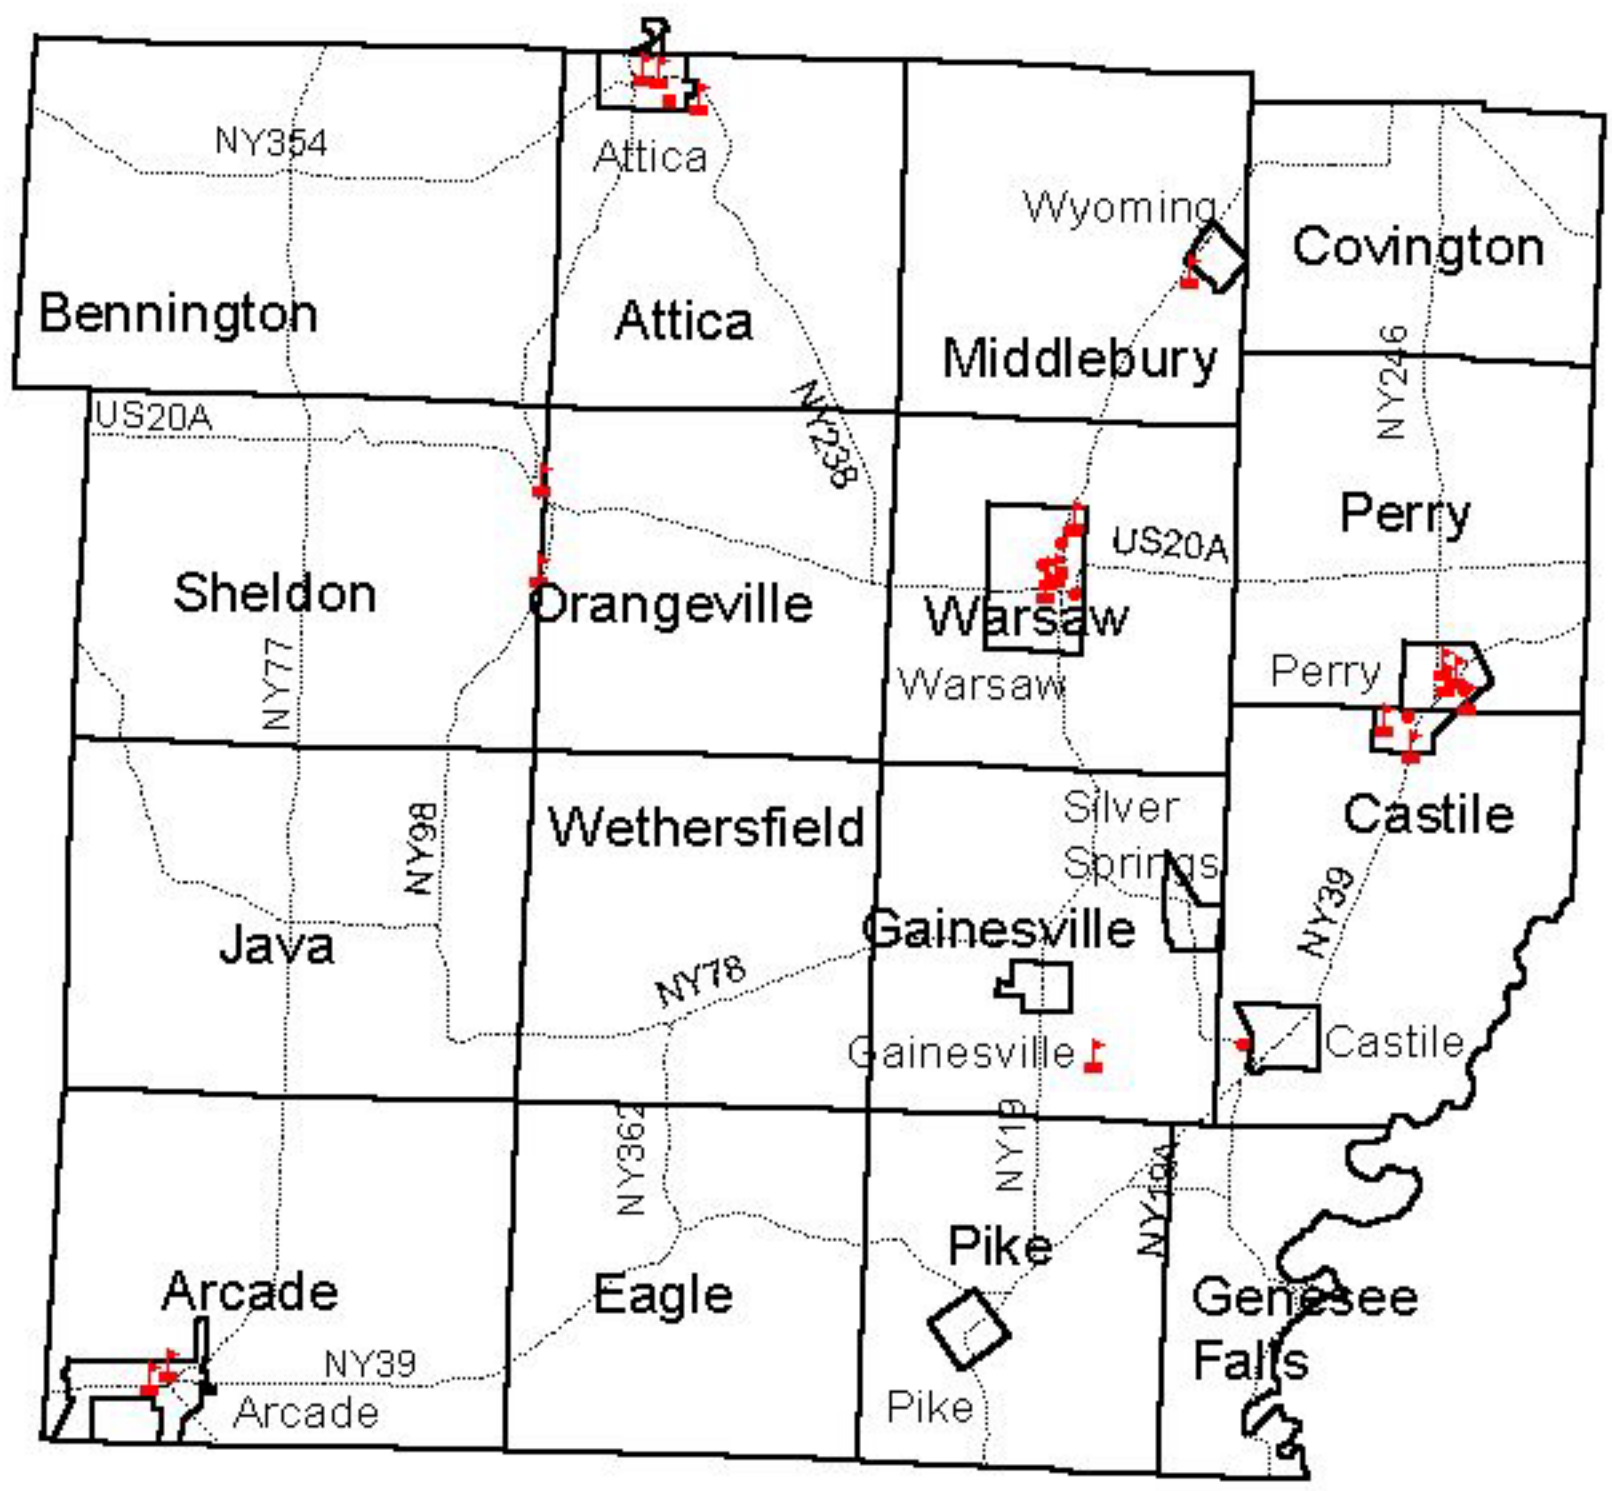 NY354
Attica
Wyoming
Covington
Bennington
Attica
Middlebury
NY246
US20A
NY238
Perry
US20A
Sheldon
Orangeville
Warsaw
Warsaw
Perry
NY77
Silver
Springs
Castile
Wethersfield
NY98
Gainesville
NY39
Java
NY78
Gainesville
Castile
NY362
NY19
NY19A
Pike
Arcade
Eagle
Genesee
Falls
NY39
Arcade
Pike